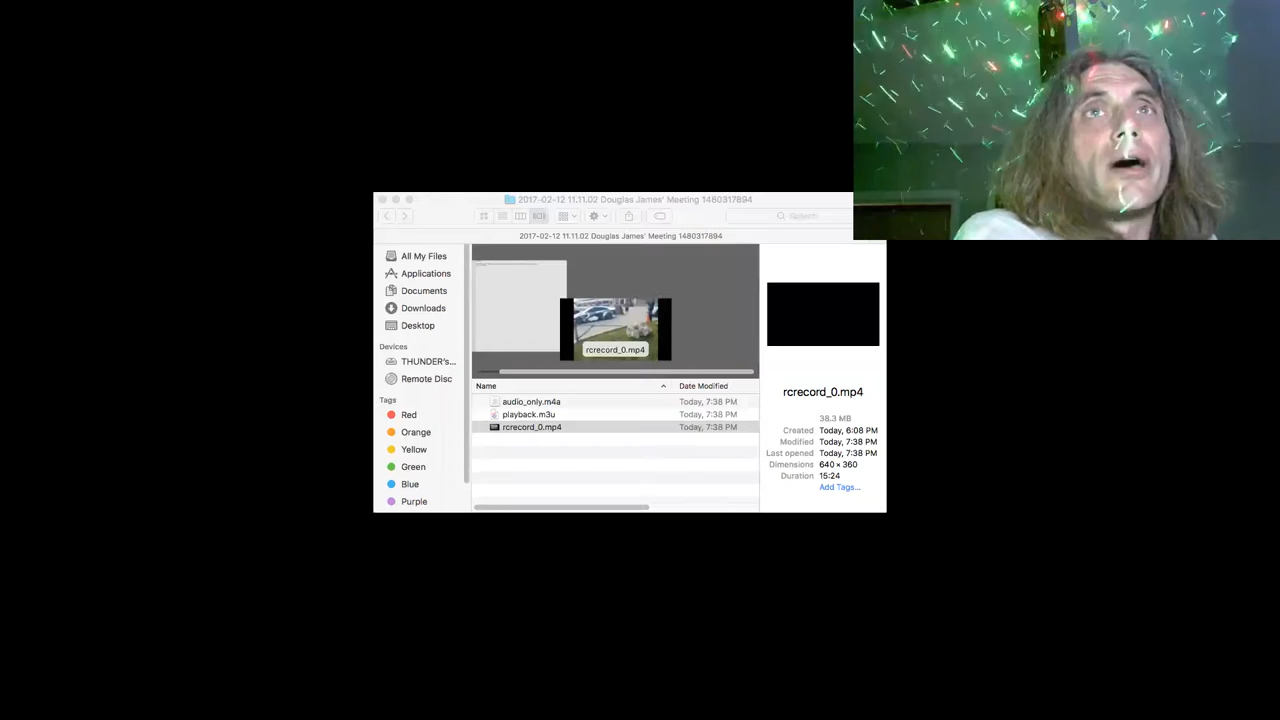 2017-02-12 11.11.02 Douglas James' Meeting 1480317894
Search
2017-02-12 11.11.02 Douglas James' Meeting 1480317894
All My Files
Applications
Documents
Downloads
Desktop
Devices
THUNDER's...
Remote Disc
Tags
Red
Orange
Yellow
Green
Blue
Purple
rcrecord_0.mp4
Name Date Modified
audio_only.m4a Today, 7:38 PM
playback.m3u Today, 7:38 PM
rcrecord_0.mp4 Today, 7:38 PM
rcrecord_0.mp4
38.3 MB
Created Today, 6:08 PM
Modified Today, 7:38 PM
Last opened Today, 7:38 PM
Dimensions 640 × 360
Duration 15:24
Add Tags...